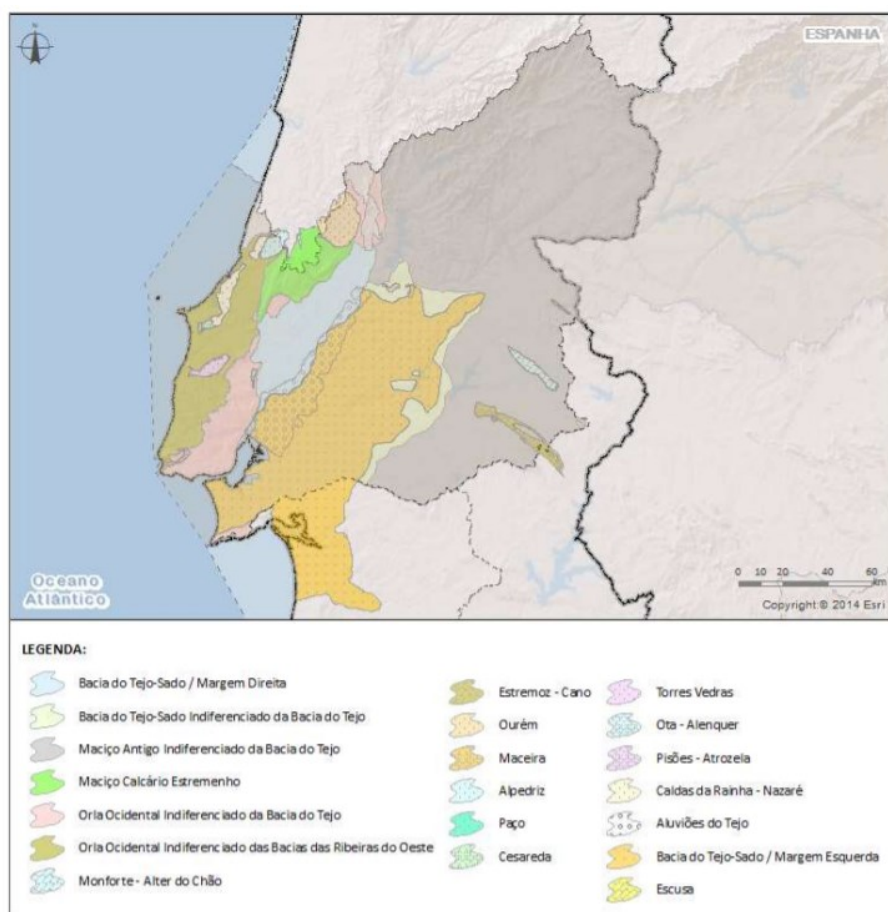 N
ESPANHA
Oceano
Atlântico
0 10 20 40 60
km
Copyright © 2014 Esri
LEGENDA:
Bacia do Tejo-Sado / Margem Direita
Bacia do Tejo-Sado Indiferenciado da Bacia do Tejo
Maciço Antigo Indiferenciado da Bacia do Tejo
Maciço Calcário Estremenho
Orla Ocidental Indiferenciado da Bacia do Tejo
Orla Ocidental Indiferenciado das Bacias das Ribeiras do Oeste
Monforte - Alter do Chão
Estremoz - Cano
Ourém
Maceira
Alpedriz
Paço
Cesareda
Torres Vedras
Ota - Alenquer
Pisões - Atrozela
Caldas da Rainha - Nazaré
Aluviões do Tejo
Bacia do Tejo-Sado / Margem Esquerda
Escusa